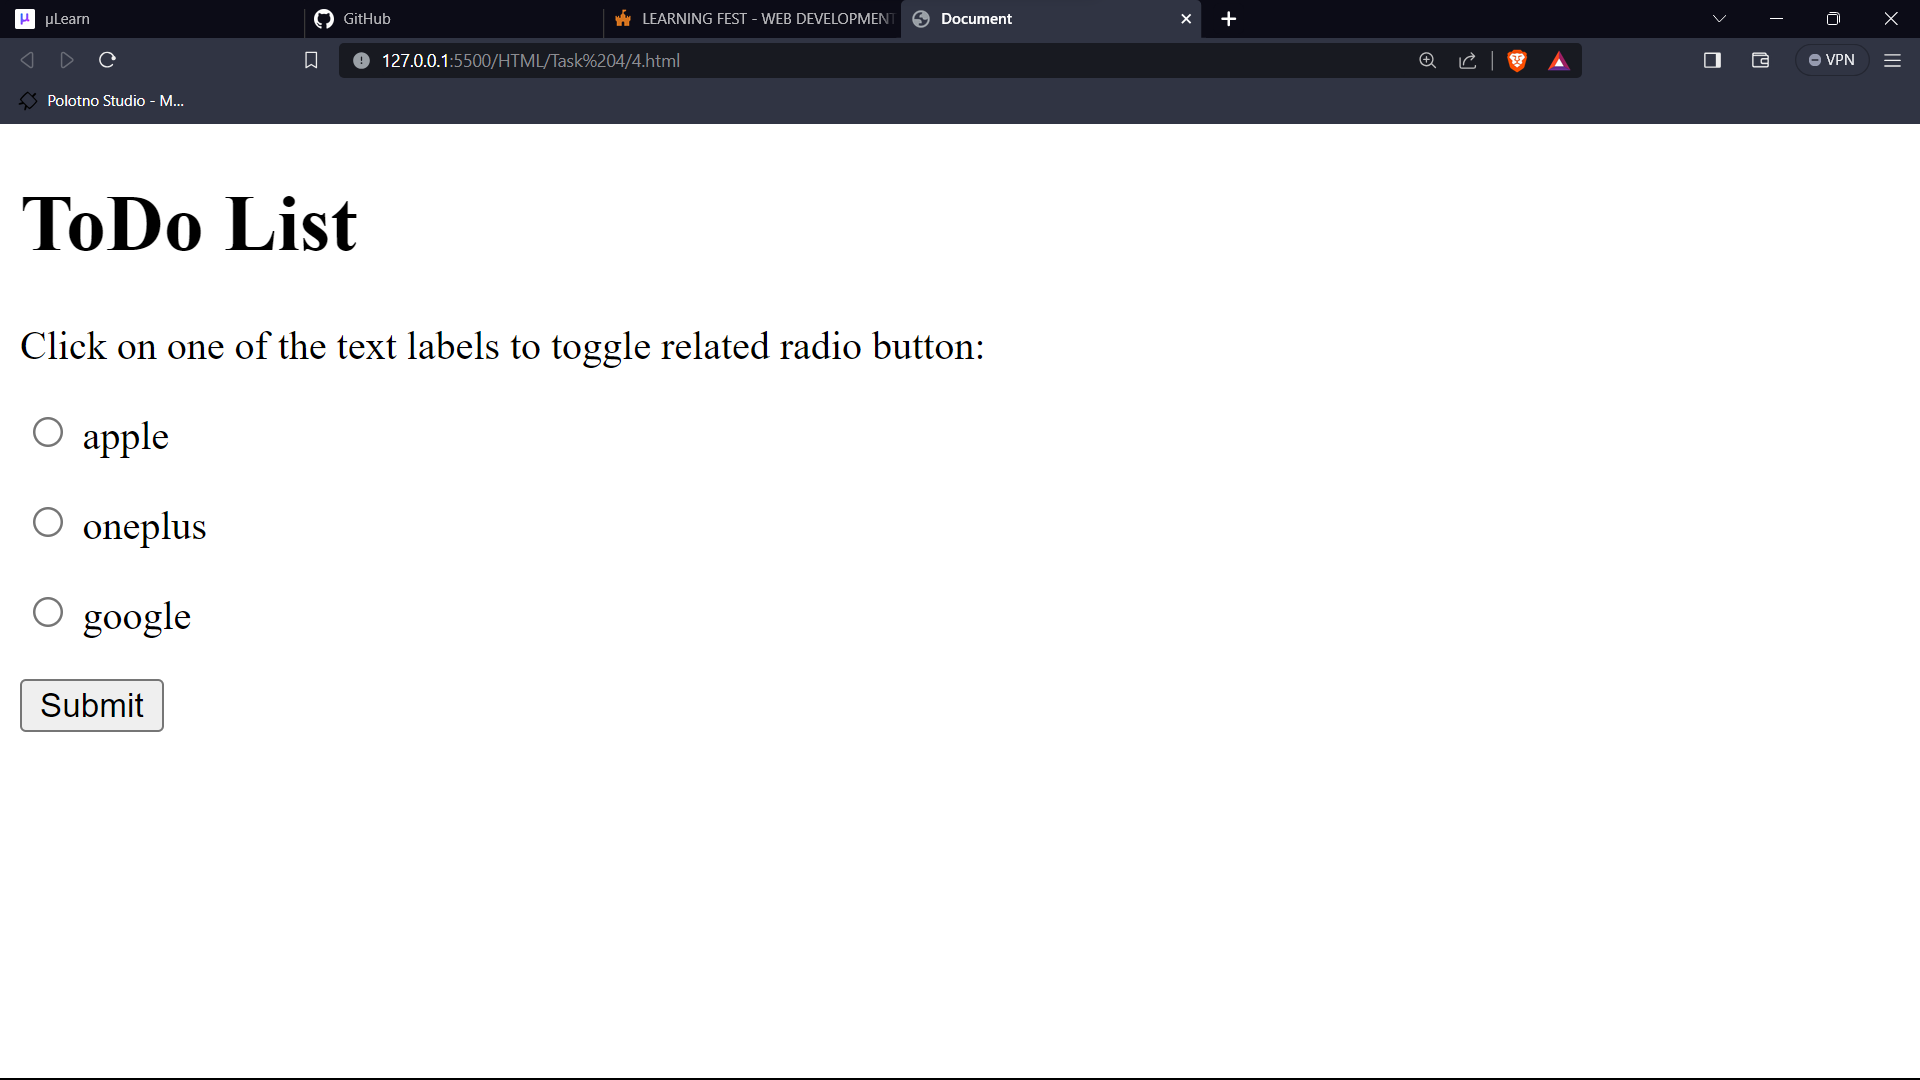 µLearn
GitHub
LEARNING FEST - WEB DEVELOPMENT
Document
127.0.0.1:5500/HTML/Task%204/4.html
VPN
Polotno Studio - M...
ToDo List
Click on one of the text labels to toggle related radio button:
apple
oneplus
google
Submit